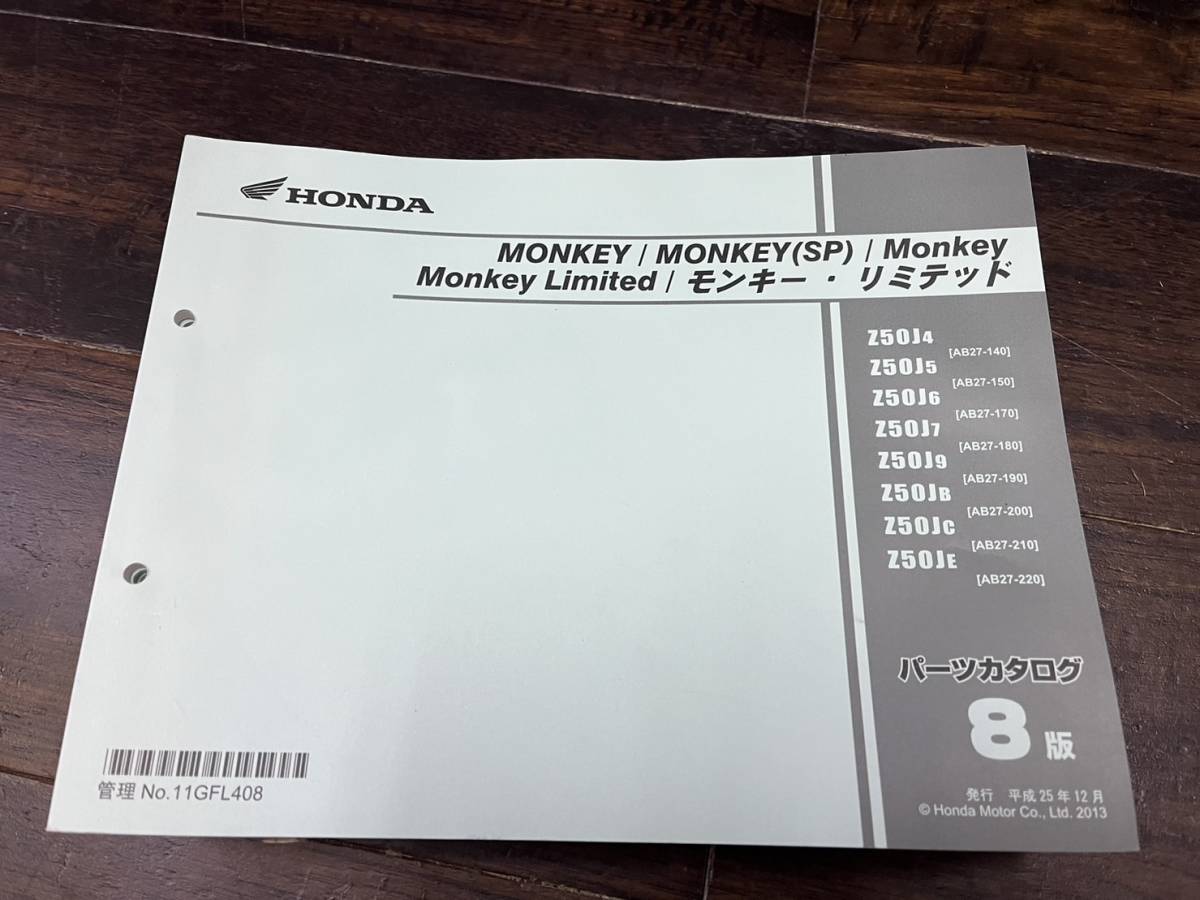 HONDA
MONKEY / MONKEY(SP) / Monkey
Monkey Limited / モンキー ・ リミテッド
Z50J4
[AB27-140]
Z50J5
[AB27-150]
Z50J6
[AB27-170]
Z50J7
[AB27-180]
Z50J9
[AB27-190]
Z50JB
[AB27-200]
Z50JC
[AB27-210]
Z50JE
[AB27-220]
パーツカタログ
8版
発行 平成25年12月
© Honda Motor Co., Ltd. 2013
管理 No.11GFL408